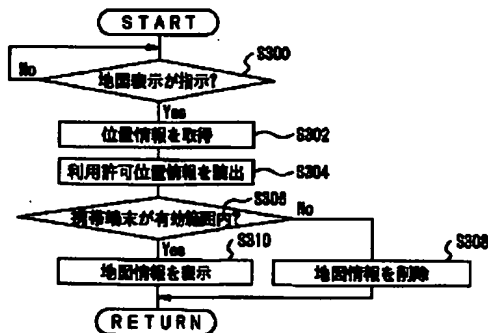 START
S300
No
地図表示が指示?
Yes
位置情報を取得
S302
利用許可位置情報を読出
S304
S306
携帯端末が有効範囲内?
No
Yes
S310
S308
地図情報を表示
地図情報を削除
RETURN